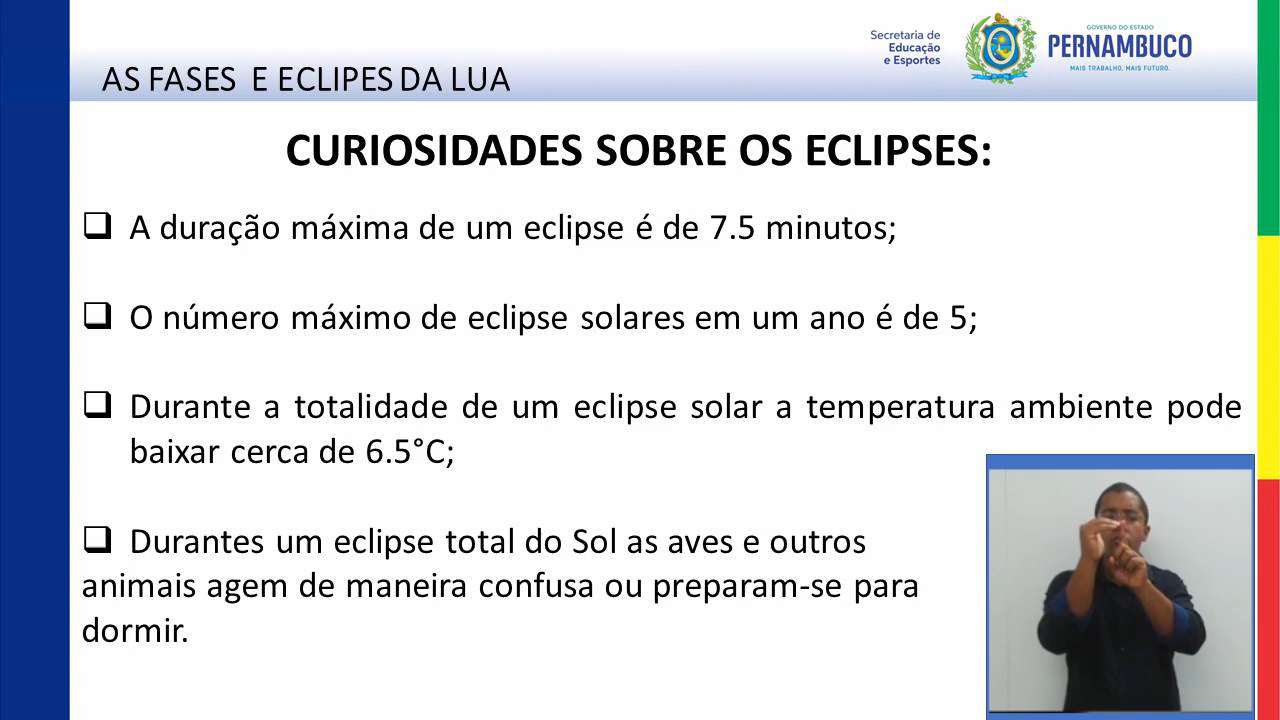 Secretaria de
Educação
e Esportes
GOVERNO DO ESTADO
PERNAMBUCO
MAIS TRABALHO, MAIS FUTURO.
AS FASES E ECLIPES DA LUA
CURIOSIDADES SOBRE OS ECLIPSES:
A duração máxima de um eclipse é de 7.5 minutos;
O número máximo de eclipse solares em um ano é de 5;
Durante a totalidade de um eclipse solar a temperatura ambiente pode
baixar cerca de 6.5°C;
Durantes um eclipse total do Sol as aves e outros
animais agem de maneira confusa ou preparam-se para
dormir.